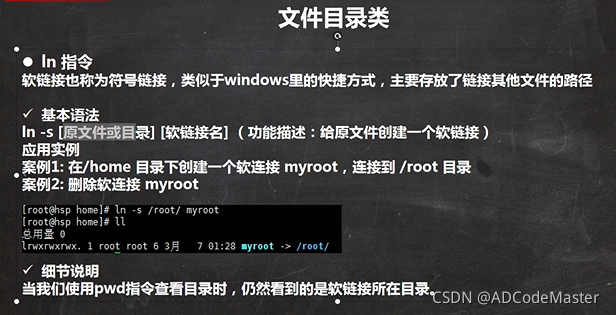 文件目录类
● ln 指令
软链接也称为符号链接，类似于windows里的快捷方式，主要存放了链接其他文件的路径
✓ 基本语法
ln -s [原文件或目录] [软链接名] （功能描述：给原文件创建一个软链接）
应用实例
案例1: 在/home 目录下创建一个软连接 myroot，连接到 /root 目录
案例2: 删除软连接 myroot
[root@hsp home]# ln -s /root/ myroot
[root@hsp home]# ll
总用量 0
lrwxrwxrwx. 1 root root 6 3月   7 01:28 myroot -> /root/
✓ 细节说明
当我们使用pwd指令查看目录时，仍然看到的是软链接所在目录。
CSDN @ADCodeMaster